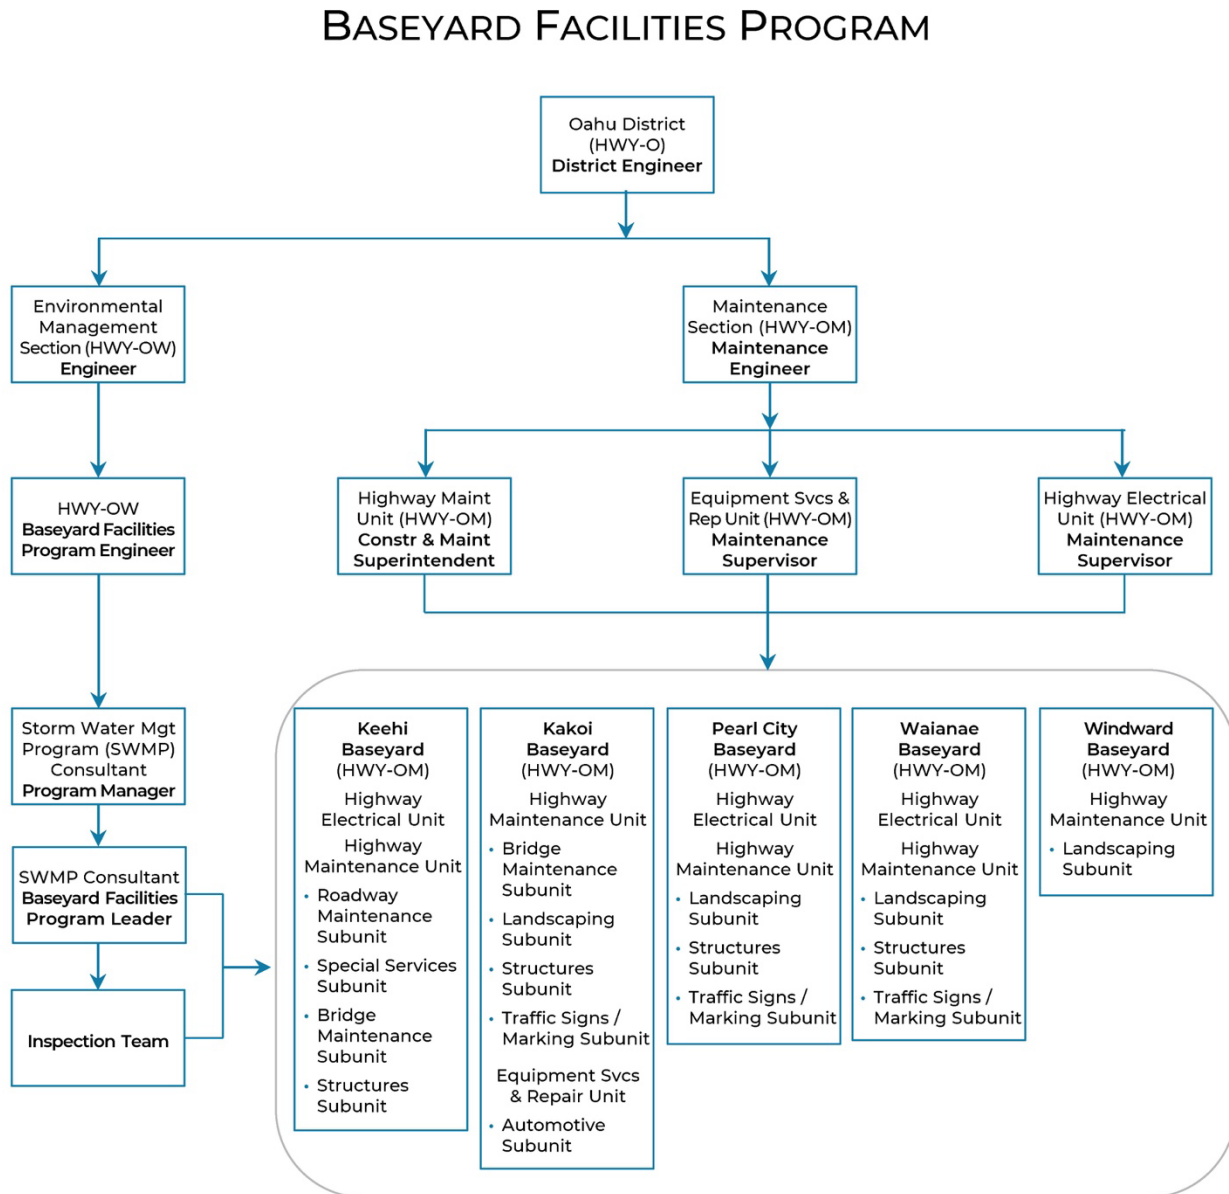 BASEYARD FACILITIES PROGRAM
Oahu District
(HWY-O)
District Engineer
Environmental
Management
Section (HWY-OW)
Engineer
Maintenance
Section (HWY-OM)
Maintenance
Engineer
HWY-OW
Baseyard Facilities
Program Engineer
Highway Maint
Unit (HWY-OM)
Constr & Maint
Superintendent
Equipment Svcs &
Rep Unit (HWY-OM)
Maintenance
Supervisor
Highway Electrical
Unit (HWY-OM)
Maintenance
Supervisor
Storm Water Mgt
Program (SWMP)
Consultant
Program Manager
SWMP Consultant
Baseyard Facilities
Program Leader
Inspection Team
Keehi
Baseyard
(HWY-OM)
Highway
Electrical Unit
Highway
Maintenance Unit
• Roadway
Maintenance
Subunit
• Special Services
Subunit
• Bridge
Maintenance
Subunit
• Structures
Subunit
Kakoi
Baseyard
(HWY-OM)
Highway
Maintenance Unit
• Bridge
Maintenance
Subunit
• Landscaping
Subunit
• Structures
Subunit
• Traffic Signs /
Marking Subunit
Equipment Svcs
& Repair Unit
• Automotive
Subunit
Pearl City
Baseyard
(HWY-OM)
Highway
Electrical Unit
Highway
Maintenance Unit
• Landscaping
Subunit
• Structures
Subunit
• Traffic Signs /
Marking Subunit
Waianae
Baseyard
(HWY-OM)
Highway
Electrical Unit
Highway
Maintenance Unit
• Landscaping
Subunit
• Structures
Subunit
• Traffic Signs /
Marking Subunit
Windward
Baseyard
(HWY-OM)
Highway
Maintenance Unit
• Landscaping
Subunit